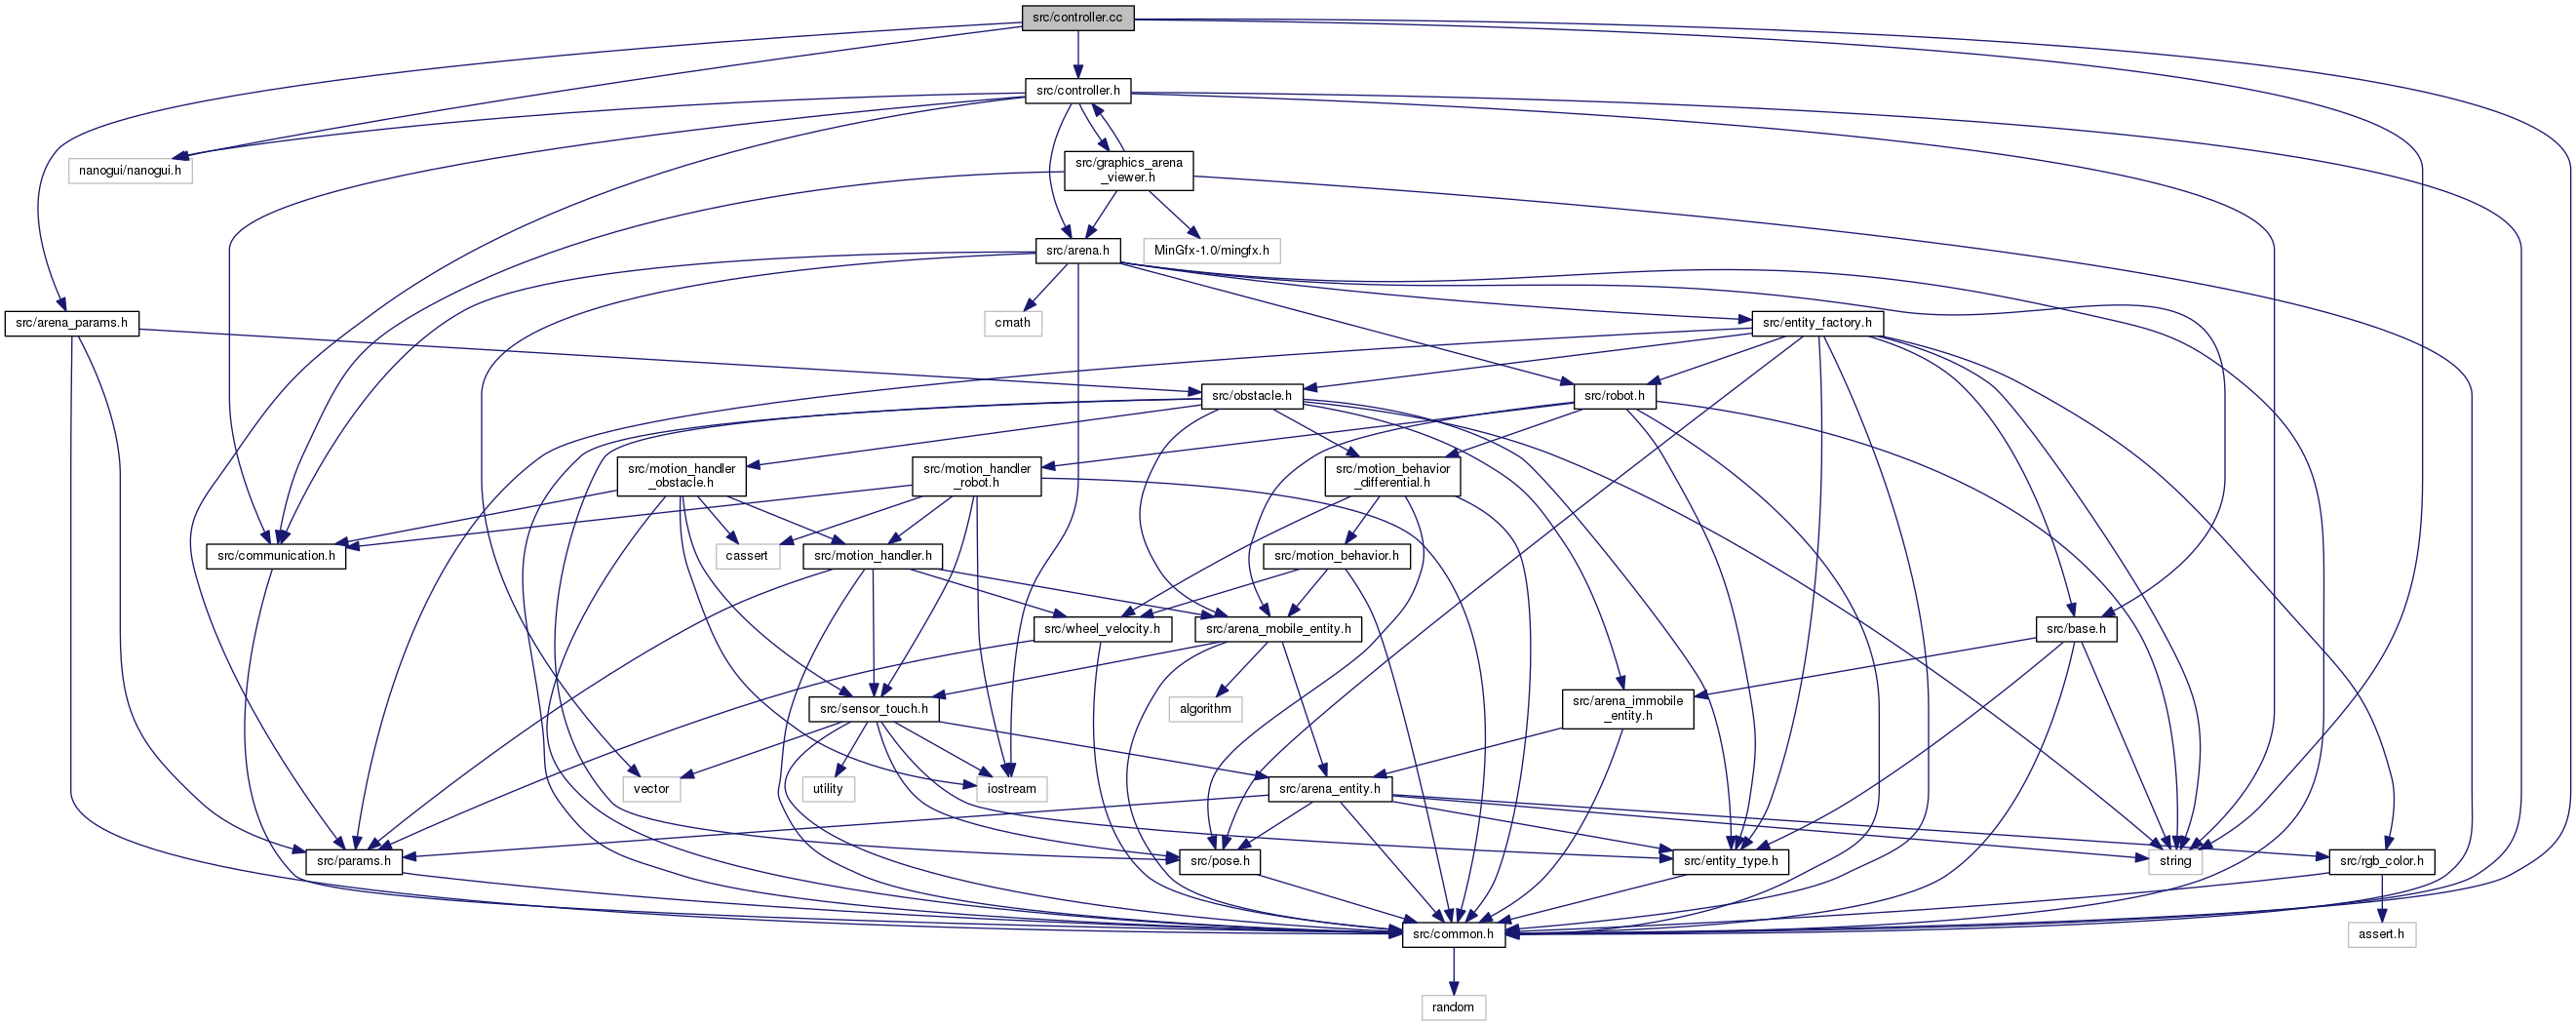 src/controller.cc
src/controller.h
nanogui/nanogui.h
src/graphics_arena
_viewer.h
src/arena.h
MinGfx-1.0/mingfx.h
src/arena_params.h
cmath
src/entity_factory.h
src/obstacle.h
src/robot.h
src/motion_handler
_obstacle.h
src/motion_handler
_robot.h
src/motion_behavior
_differential.h
src/communication.h
cassert
src/motion_handler.h
src/motion_behavior.h
src/wheel_velocity.h
src/arena_mobile_entity.h
src/base.h
src/sensor_touch.h
algorithm
src/arena_immobile
_entity.h
vector
utility
iostream
src/arena_entity.h
src/params.h
src/pose.h
src/entity_type.h
string
src/rgb_color.h
src/common.h
assert.h
random